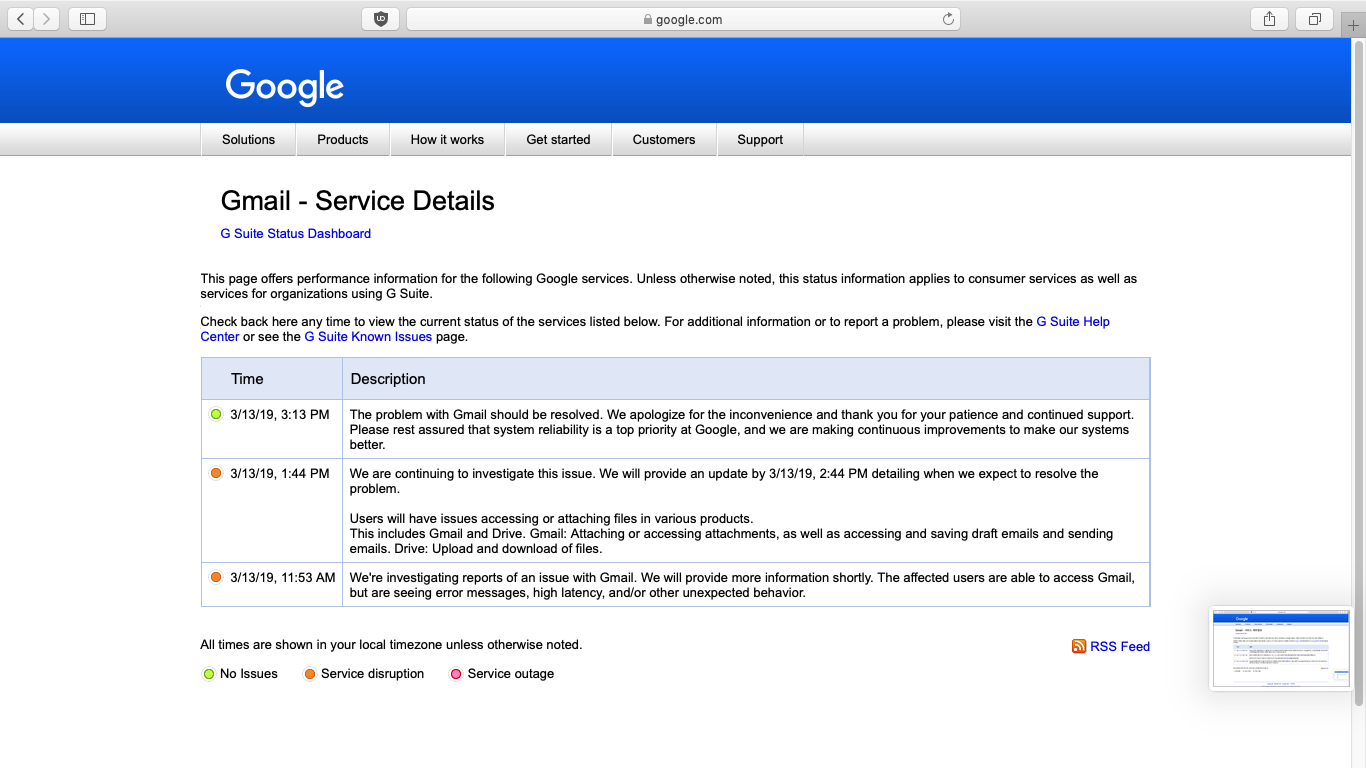 google.com
Google
Solutions Products How it works Get started Customers Support
Gmail - Service Details
G Suite Status Dashboard
This page offers performance information for the following Google services. Unless otherwise noted, this status information applies to consumer services as well as
services for organizations using G Suite.
Check back here any time to view the current status of the services listed below. For additional information or to report a problem, please visit the G Suite Help
Center or see the G Suite Known Issues page.
Time Description
3/13/19, 3:13 PM The problem with Gmail should be resolved. We apologize for the inconvenience and thank you for your patience and continued support.
Please rest assured that system reliability is a top priority at Google, and we are making continuous improvements to make our systems
better.
3/13/19, 1:44 PM We are continuing to investigate this issue. We will provide an update by 3/13/19, 2:44 PM detailing when we expect to resolve the
problem.
Users will have issues accessing or attaching files in various products.
This includes Gmail and Drive. Gmail: Attaching or accessing attachments, as well as accessing and saving draft emails and sending
emails. Drive: Upload and download of files.
3/13/19, 11:53 AM We're investigating reports of an issue with Gmail. We will provide more information shortly. The affected users are able to access Gmail,
but are seeing error messages, high latency, and/or other unexpected behavior.
All times are shown in your local timezone unless otherwise noted. RSS Feed
No Issues Service disruption Service outage